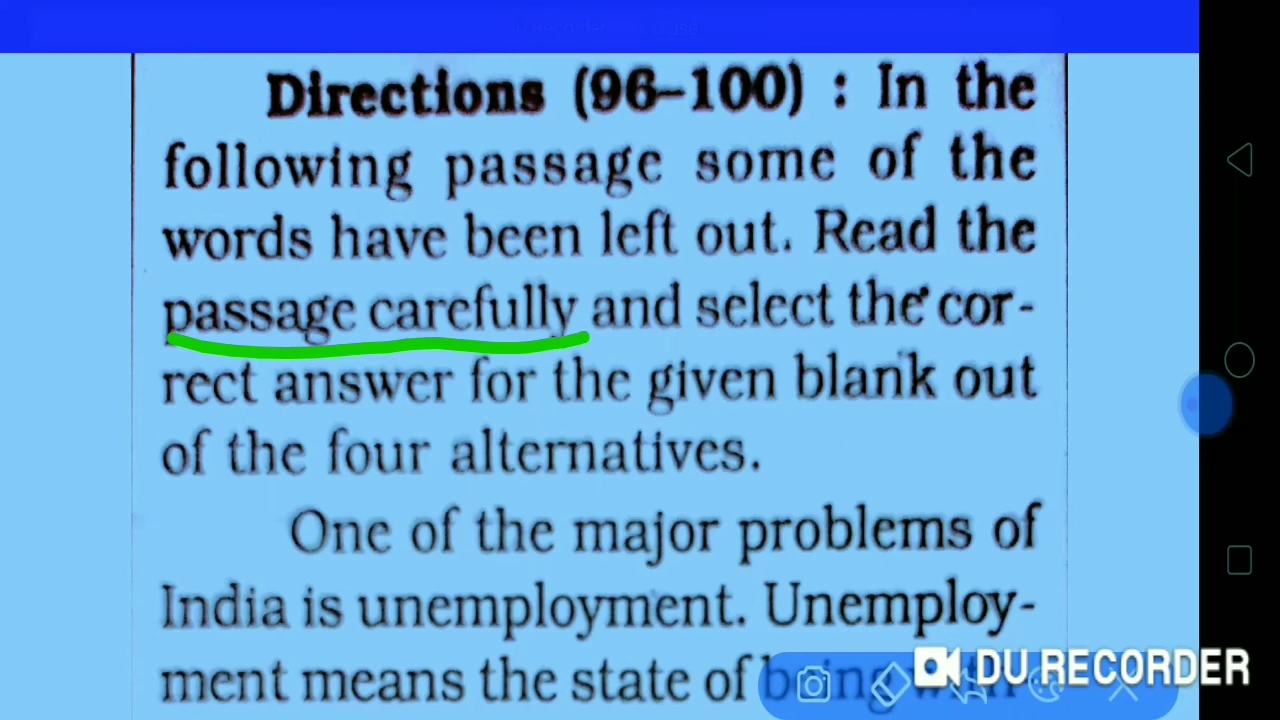 Directions (96–100) : In the
following passage some of the
words have been left out. Read the
passage carefully and select the cor-
rect answer for the given blank out
of the four alternatives.
One of the major problems of
India is unemployment. Unemploy-
ment means the state of being with-
DU RECORDER